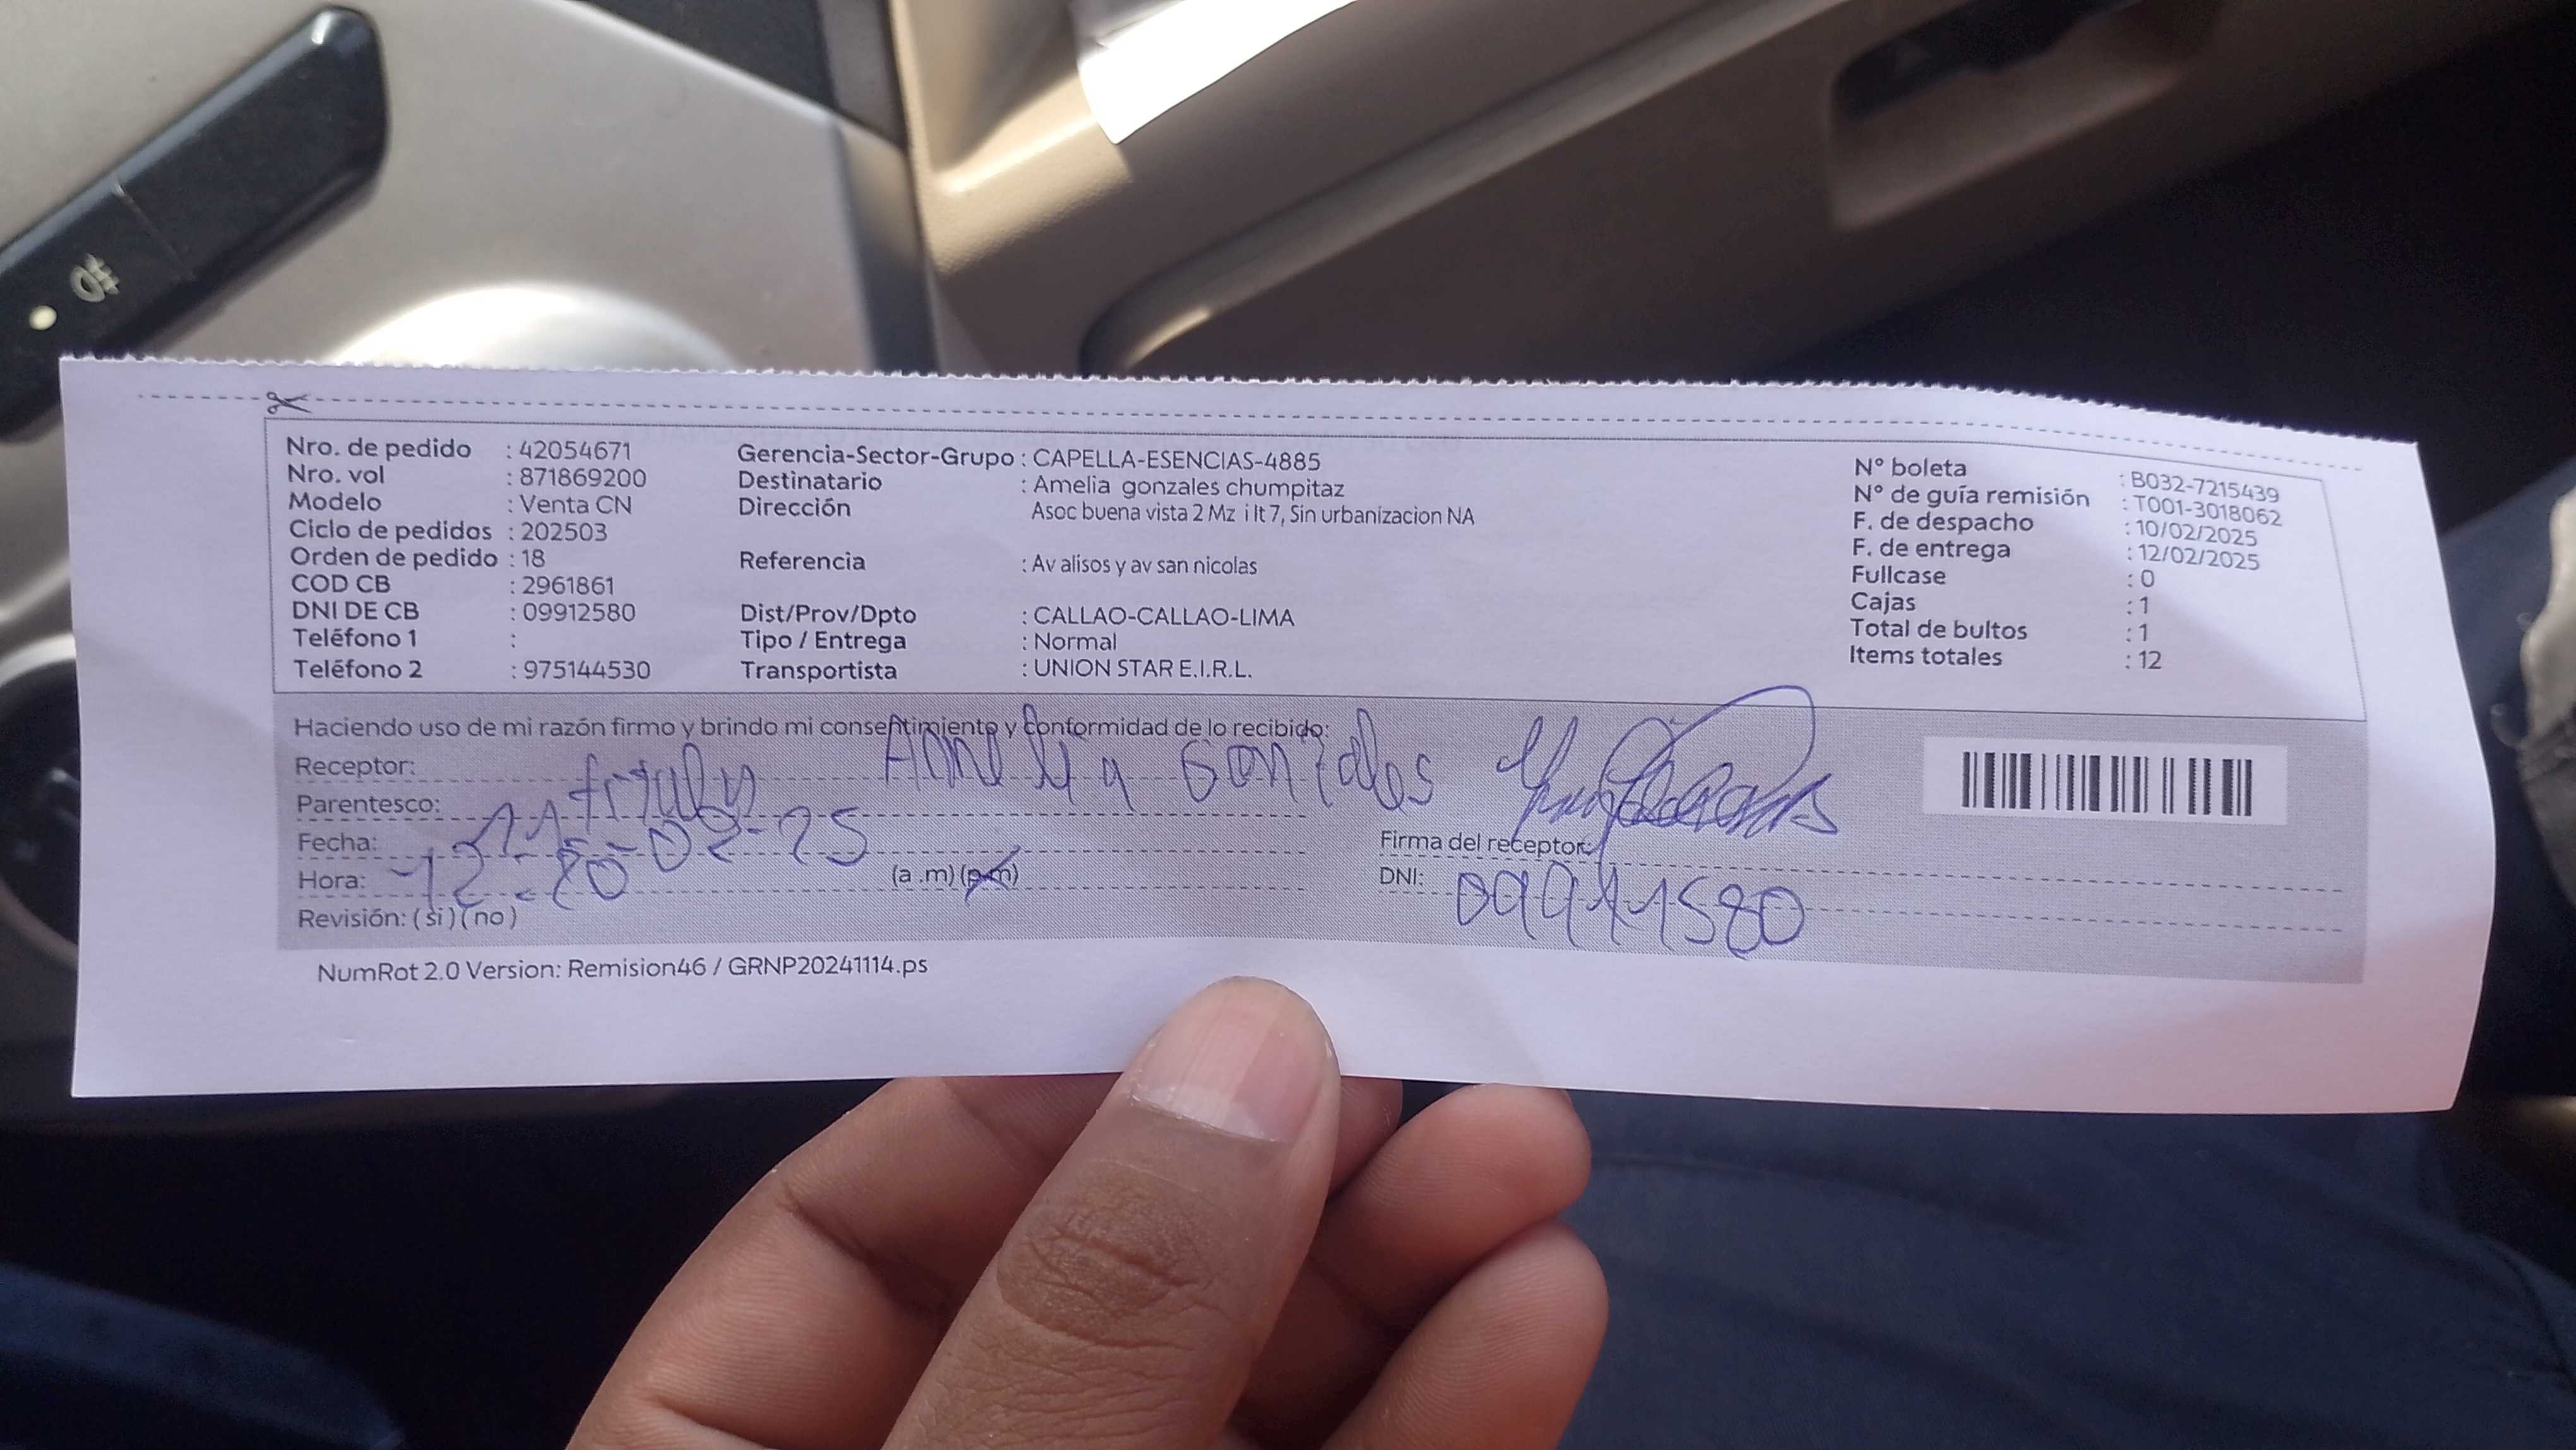 Nro. de pedido : 42054671
Nro. vol : 871869200
Modelo : Venta CN
Ciclo de pedidos : 202503
Orden de pedido : 18
COD CB : 2961861
DNI DE CB : 09912580
Teléfono 1 :
Teléfono 2 : 975144530
Gerencia-Sector-Grupo : CAPELLA-ESENCIAS-4885
Destinatario : Amelia gonzales chumpitaz
Dirección Asoc buena vista 2 Mz i lt 7, Sin urbanizacion NA
Referencia : Av alisos y av san nicolas
Dist/Prov/Dpto : CALLAO-CALLAO-LIMA
Tipo / Entrega : Normal
Transportista : UNION STAR E.I.R.L.
N° boleta : B032-7215439
N° de guía remisión : T001-3018062
F. de despacho : 10/02/2025
F. de entrega : 12/02/2025
Fullcase : 0
Cajas : 1
Total de bultos : 1
Items totales : 12
Haciendo uso de mi razón firmo y brindo mi consentimiento y conformidad de lo recibido:
Receptor: Amelia Gonzales
Parentesco:
Fecha: 02-25
Hora: (a .m) (p.m)
Revisión: (si) (no)
Firma del receptor:
DNI:
NumRot 2.0 Version: Remision46 / GRNP20241114.ps